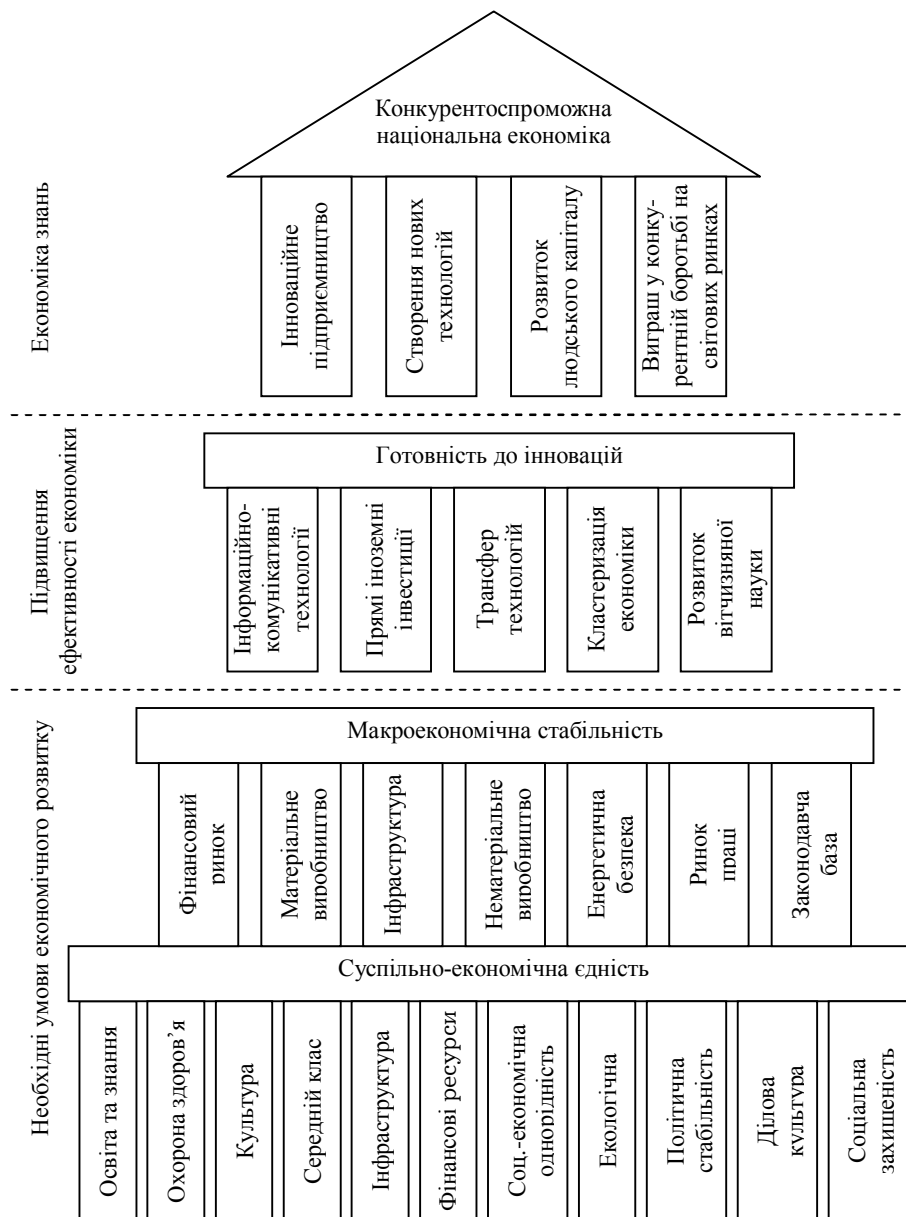 Конкурентоспроможна
національна економіка
Економіка знань
Інноваційне
підприємництво
Створення нових
технологій
Розвиток
людського капіталу
Виграш у конку-
рентній боротьбі на
світових ринках
Підвищення
ефективності економіки
Готовність до інновацій
Інформаційно-
комунікативні
технології
Прямі іноземні
інвестиції
Трансфер
технологій
Кластеризація
економіки
Розвиток
вітчизняної
науки
Необхідні умови економічного розвитку
Макроекономічна стабільність
Фінансовий
ринок
Матеріальне
виробництво
Інфраструктура
Нематеріальне
виробництво
Енергетична
безпека
Ринок
праці
Законодавча
база
Суспільно-економічна єдність
Освіта та знання
Охорона здоров’я
Культура
Середній клас
Інфраструктура
Фінансові ресурси
Соц.-економічна
однорідність
Екологічна
Політична
стабільність
Ділова
культура
Соціальна
захищеність